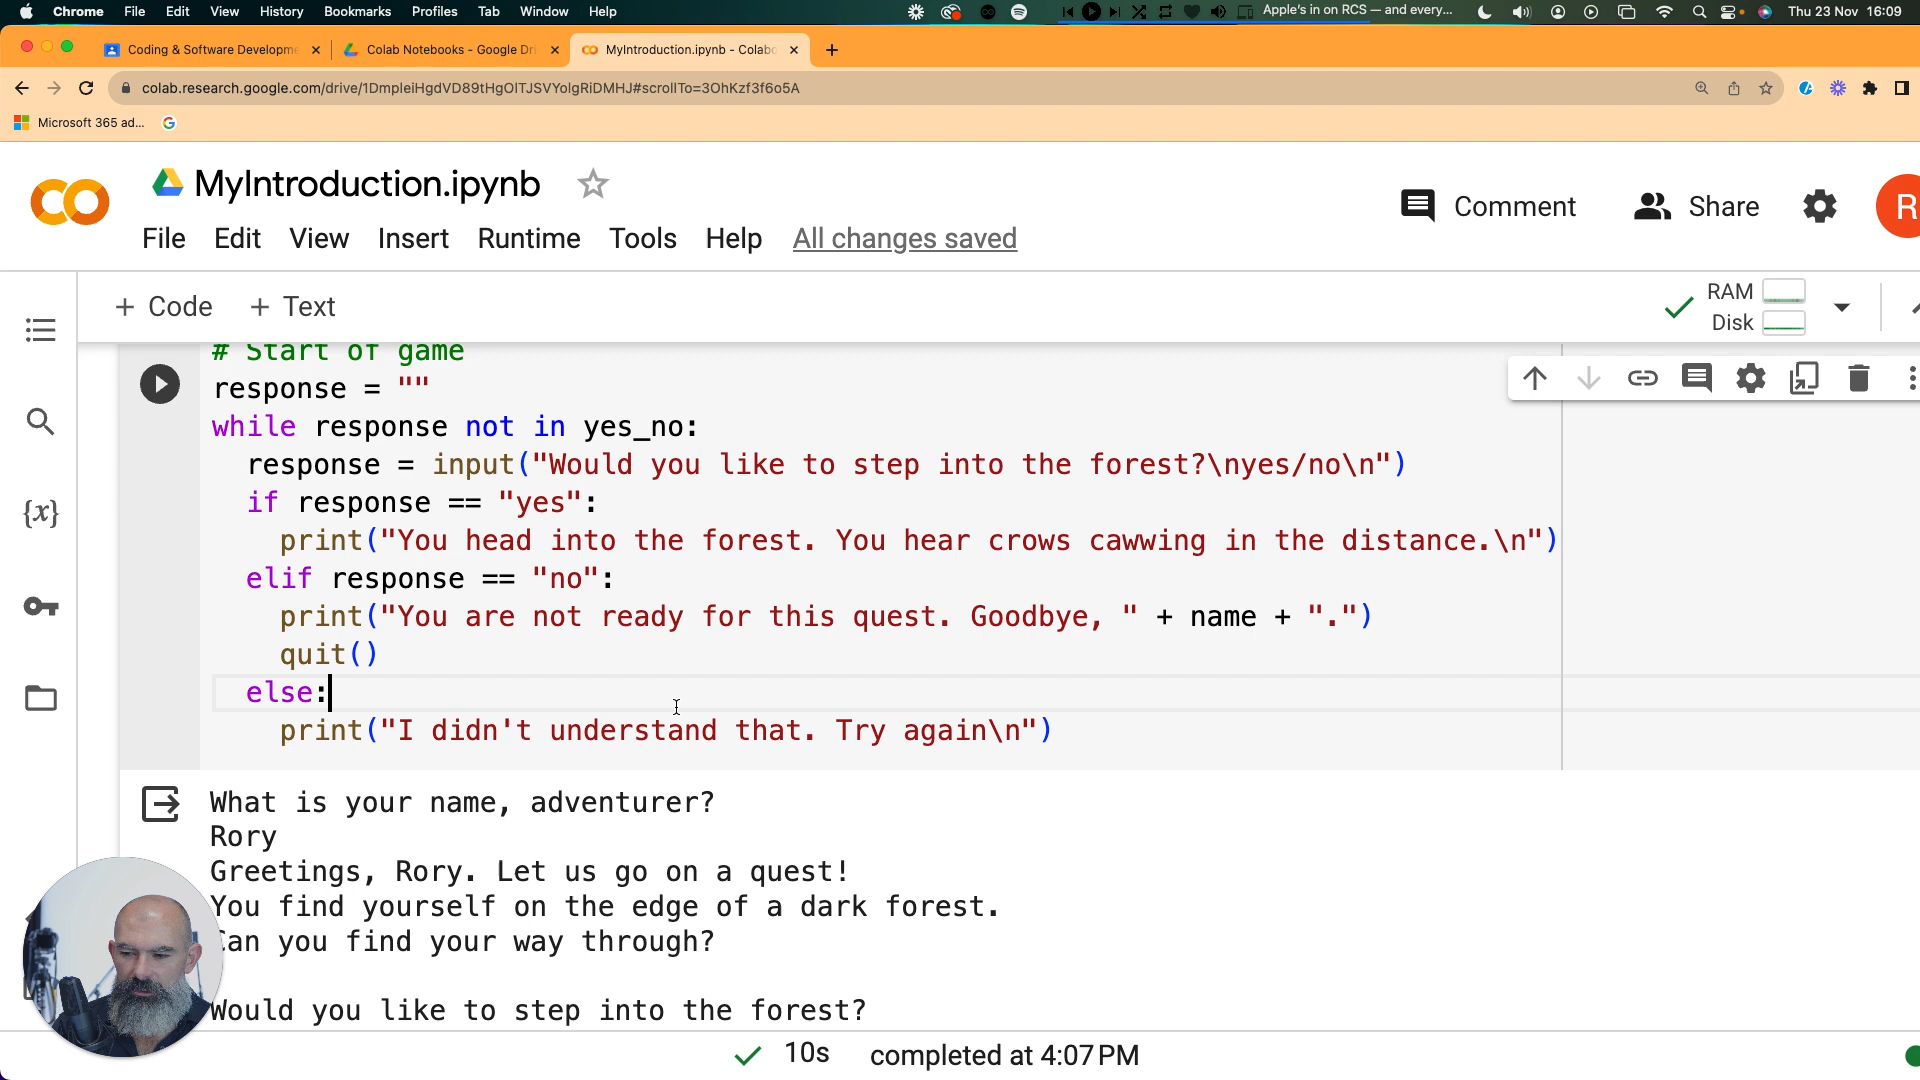 Chrome File Edit View History Bookmarks Profiles Tab Window Help Apple's in on RCS — and every... Thu 23 Nov 16:09
Coding & Software Developme Colab Notebooks - Google Dri MyIntroduction.ipynb - Colabo
colab.research.google.com/drive/1DmpleiHgdVD89tHgOITJSVYolgRiDMHJ#scrollTo=3OhKzf3f6o5A
Microsoft 365 ad...
MyIntroduction.ipynb
Comment Share R
File Edit View Insert Runtime Tools Help All changes saved
+ Code + Text
RAM
Disk
# Start of game
response = ""
while response not in yes_no:
response = input("Would you like to step into the forest?\nyes/no\n")
if response == "yes":
print("You head into the forest. You hear crows cawwing in the distance.\n")
elif response == "no":
print("You are not ready for this quest. Goodbye, " + name + ".")
quit()
else:
print("I didn't understand that. Try again\n")
{x}
What is your name, adventurer?
Rory
Greetings, Rory. Let us go on a quest!
You find yourself on the edge of a dark forest.
Can you find your way through?
Would you like to step into the forest?
10s completed at 4:07 PM